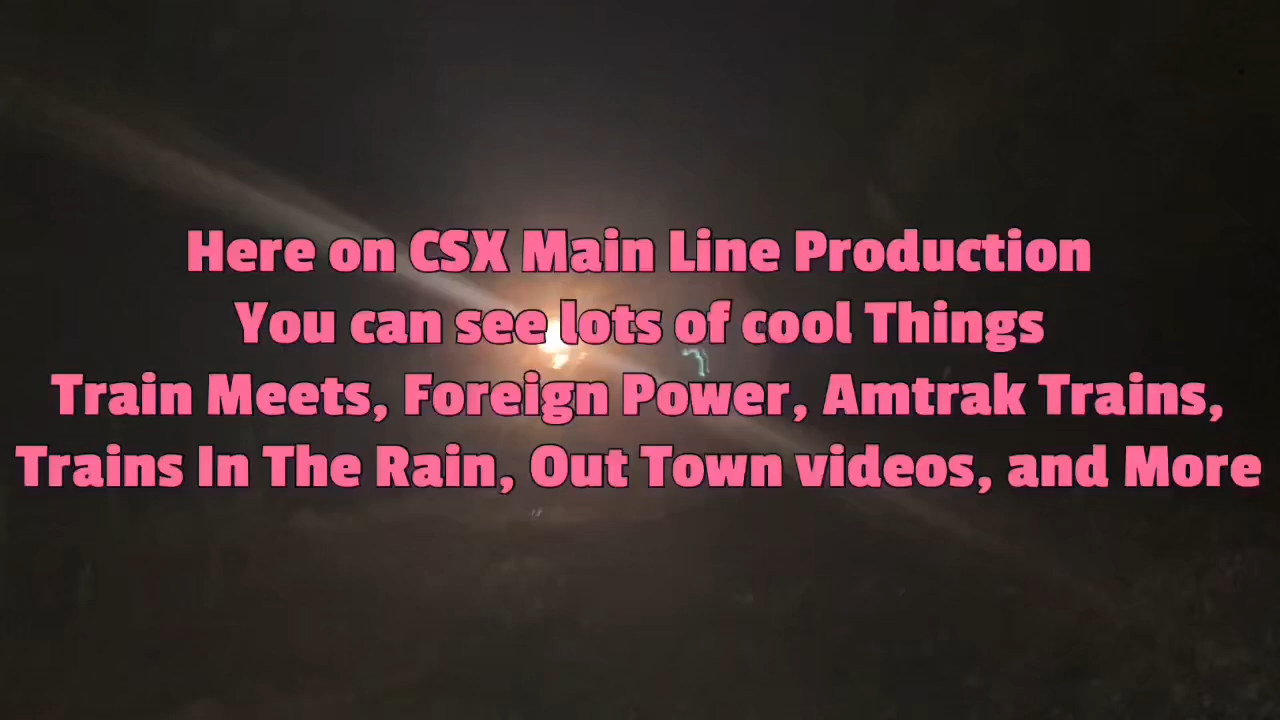 Here on CSX Main Line Production
You can see lots of cool Things
Train Meets, Foreign Power, Amtrak Trains,
Trains In The Rain, Out Town videos, and More